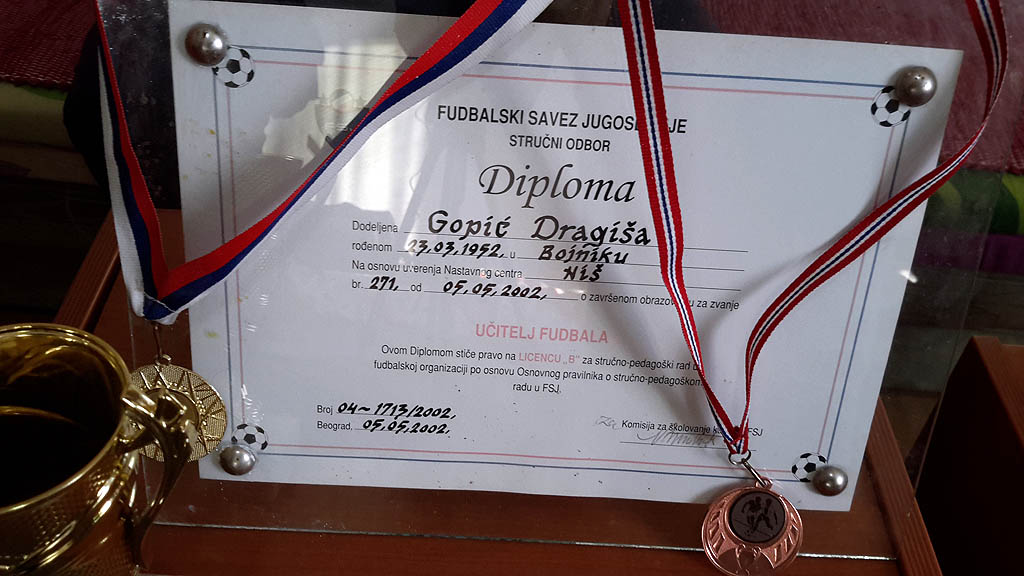 FUDBALSKI SAVEZ JUGOSLAVIJE
STRUČNI ODBOR
Diploma
Dodeljena Gopić Dragiša
rođenom 23.03.1952, u Bojniku
Na osnovu uverenja Nastavnog centra Niš
br. 271, od 05.05.2002, o završenom obrazovanju za zvanje
UČITELJ FUDBALA
Ovom Diplomom stiče pravo na LICENCU „B" za stručno-pedagoški rad u
fudbalskoj organizaciji po osnovu Osnovnog pravilnika o stručno-pedagoškom
radu u FSJ.
Broj 04-1713/2002,
Beograd, 05.05.2002,
Za Komisija za školovanje FSJ